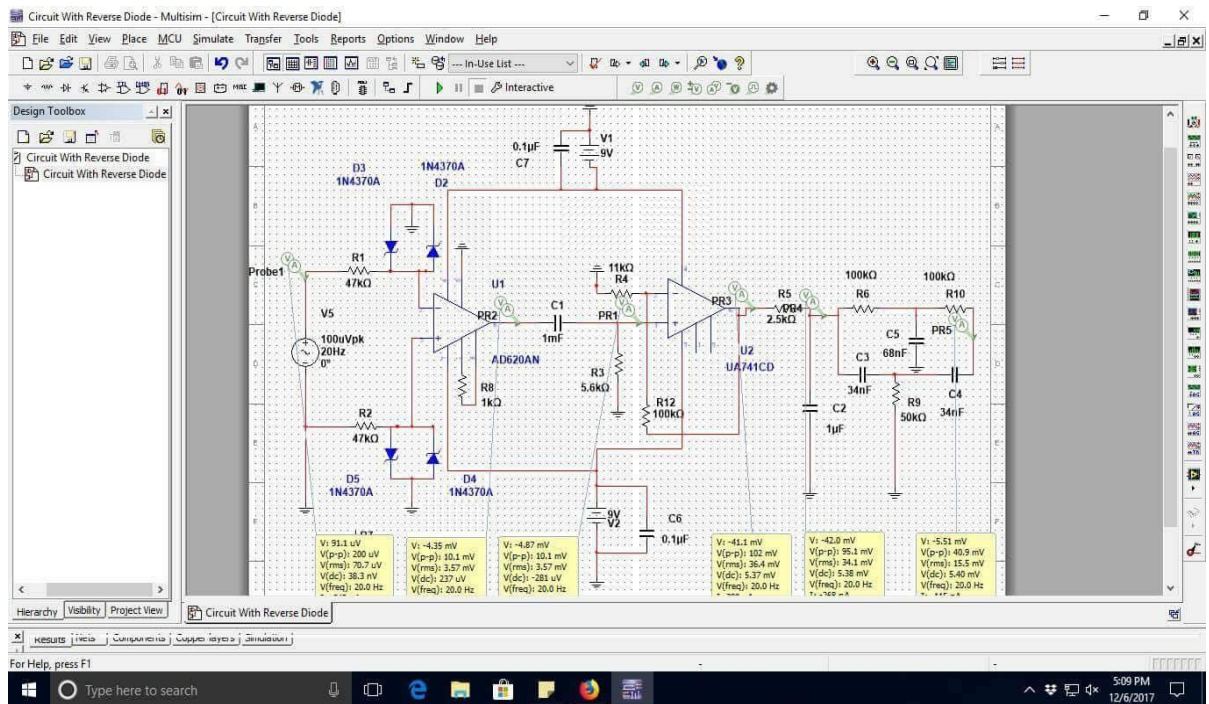 Circuit With Reverse Diode - Multisim - [Circuit With Reverse Diode]
File Edit View Place MCU Simulate Transfer Tools Reports Options Window Help
--- In-Use List ---
Interactive
Design Toolbox
Circuit With Reverse Diode
Circuit With Reverse Diode
Hierarchy Visibility Project View
D3
1N4370A
1N4370A
D2
0.1µF
C7
V1
9V
Probe1
R1
47kΩ
V5
100uVpk
20Hz
0°
R2
47kΩ
D5
1N4370A
D4
1N4370A
U1
PR2
AD620AN
R8
1kΩ
C1
1mF
PR1
11kΩ
R4
R3
5.6kΩ
R12
100kΩ
PR3
U2
UA741CD
R5
2.5kΩ
PR4
C2
1µF
100kΩ
R6
100kΩ
R10
C5
68nF
PR5
C3
34nF
R9
50kΩ
C4
34nF
9V
V2
C6
0.1µF
V: 91.1 uV
V(p-p): 200 uV
V(rms): 70.7 uV
V(dc): 38.3 nV
V(freq): 20.0 Hz
V: -4.35 mV
V(p-p): 10.1 mV
V(rms): 3.57 mV
V(dc): 237 uV
V(freq): 20.0 Hz
V: -4.87 mV
V(p-p): 10.1 mV
V(rms): 3.57 mV
V(dc): -281 uV
V(freq): 20.0 Hz
V: -41.1 mV
V(p-p): 102 mV
V(rms): 36.4 mV
V(dc): 5.37 mV
V(freq): 20.0 Hz
V: -42.0 mV
V(p-p): 95.1 mV
V(rms): 34.1 mV
V(dc): 5.38 mV
V(freq): 20.0 Hz
V: -5.51 mV
V(p-p): 40.9 mV
V(rms): 15.5 mV
V(dc): 5.40 mV
V(freq): 20.0 Hz
Circuit With Reverse Diode
Results Nets Components Copper layers Simulation
For Help, press F1
Type here to search
5:09 PM
12/6/2017